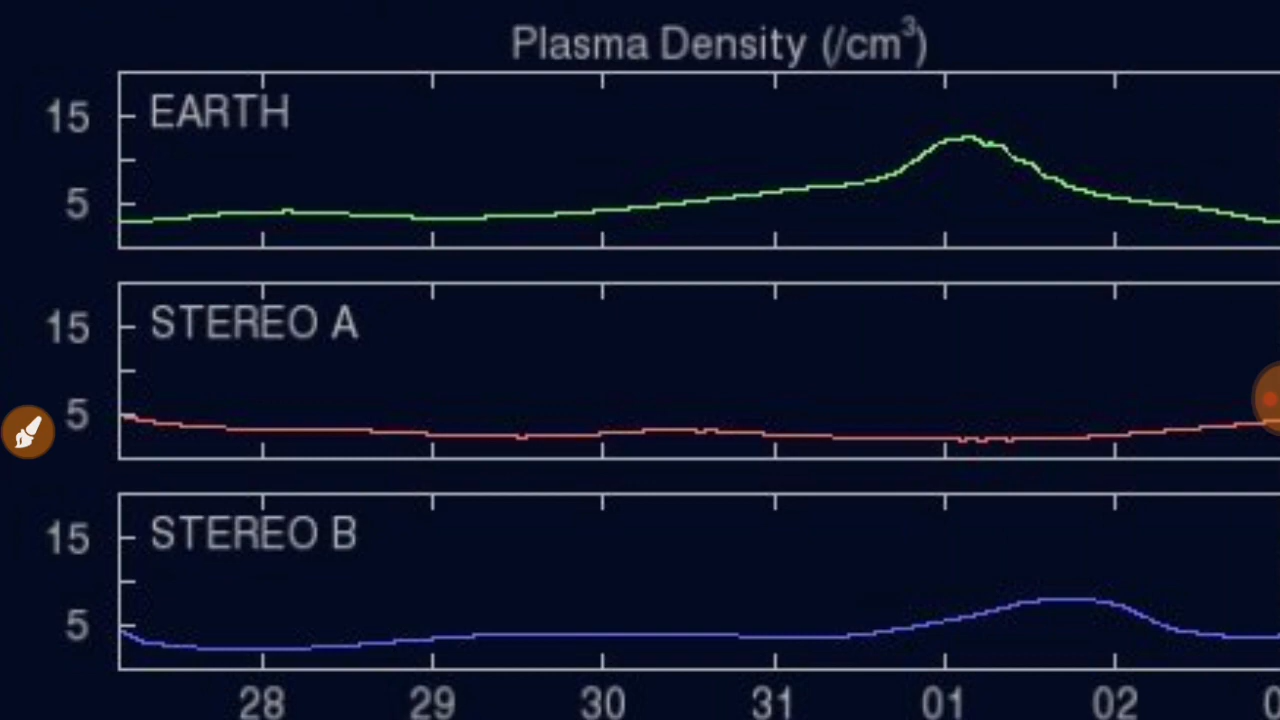 Plasma Density (/cm³)
EARTH
15
5
STEREO A
15
5
STEREO B
15
5
28 29 30 31 01 02